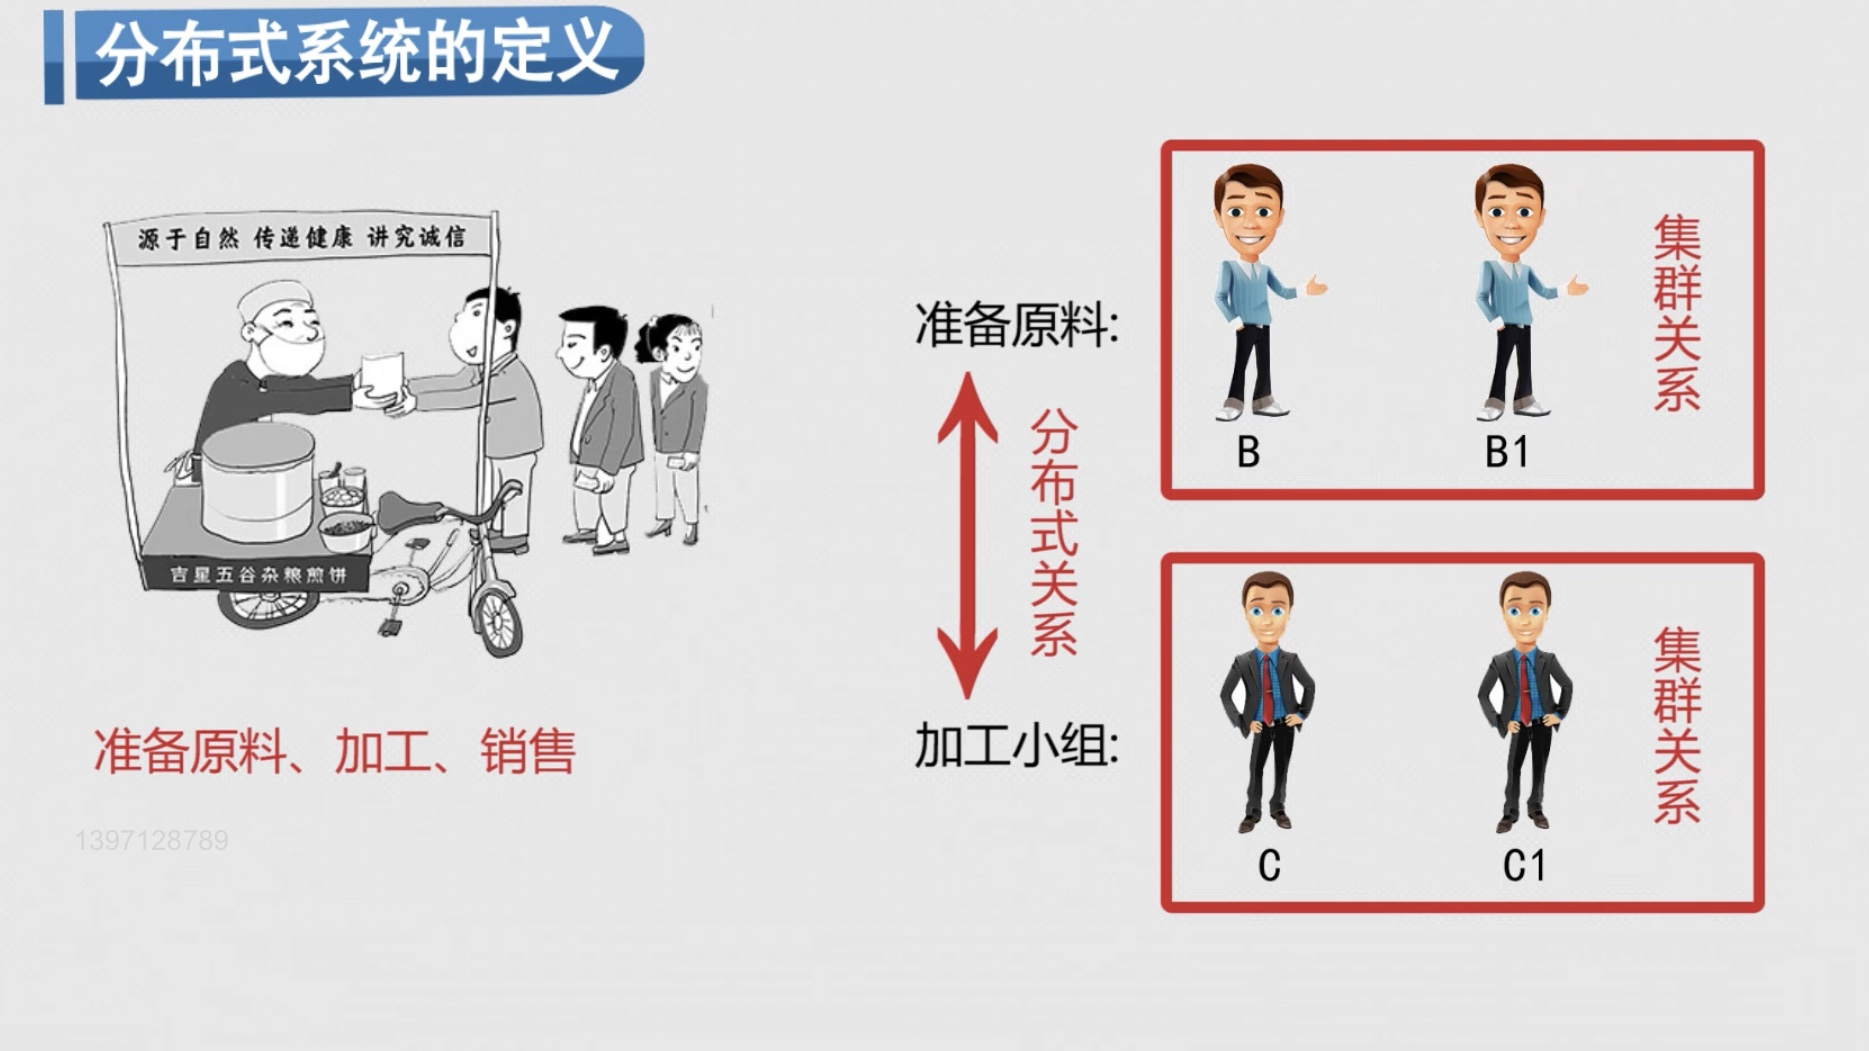 分布式系统的定义
源于自然 传递健康 讲究诚信
吉星五谷杂粮煎饼
准备原料、加工、销售
1397128789
准备原料:
分布式关系
加工小组:
B
B1
集群关系
C
C1
集群关系